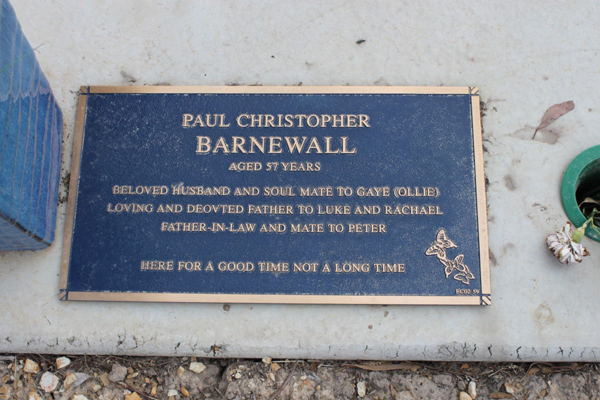 PAUL CHRISTOPHER
BARNEWALL
AGED 57 YEARS
BELOVED HUSBAND AND SOUL MATE TO GAYE (OLLIE)
LOVING AND DEOVTED FATHER TO LUKE AND RACHAEL
FATHER-IN-LAW AND MATE TO PETER
HERE FOR A GOOD TIME NOT A LONG TIME